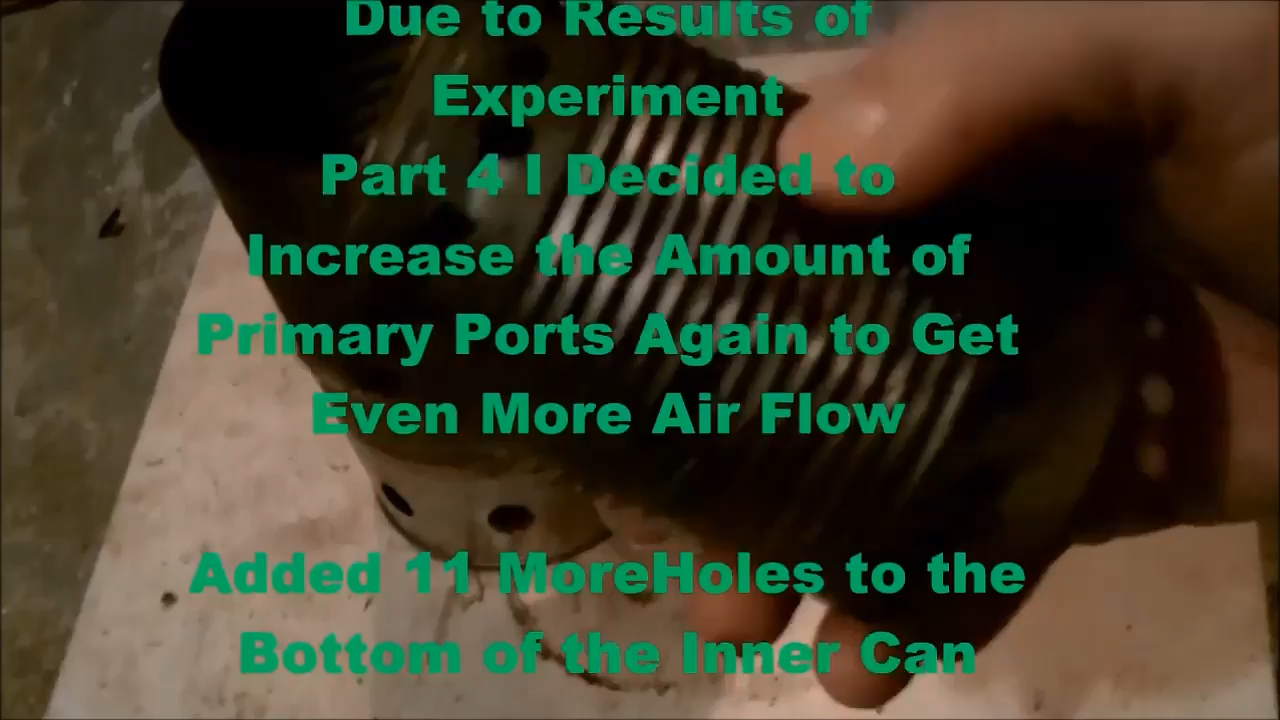 Due to Results of
Experiment
Part 4 I Decided to
Increase the Amount of
Primary Ports Again to Get
Even More Air Flow
Added 11 MoreHoles to the
Bottom of the Inner Can